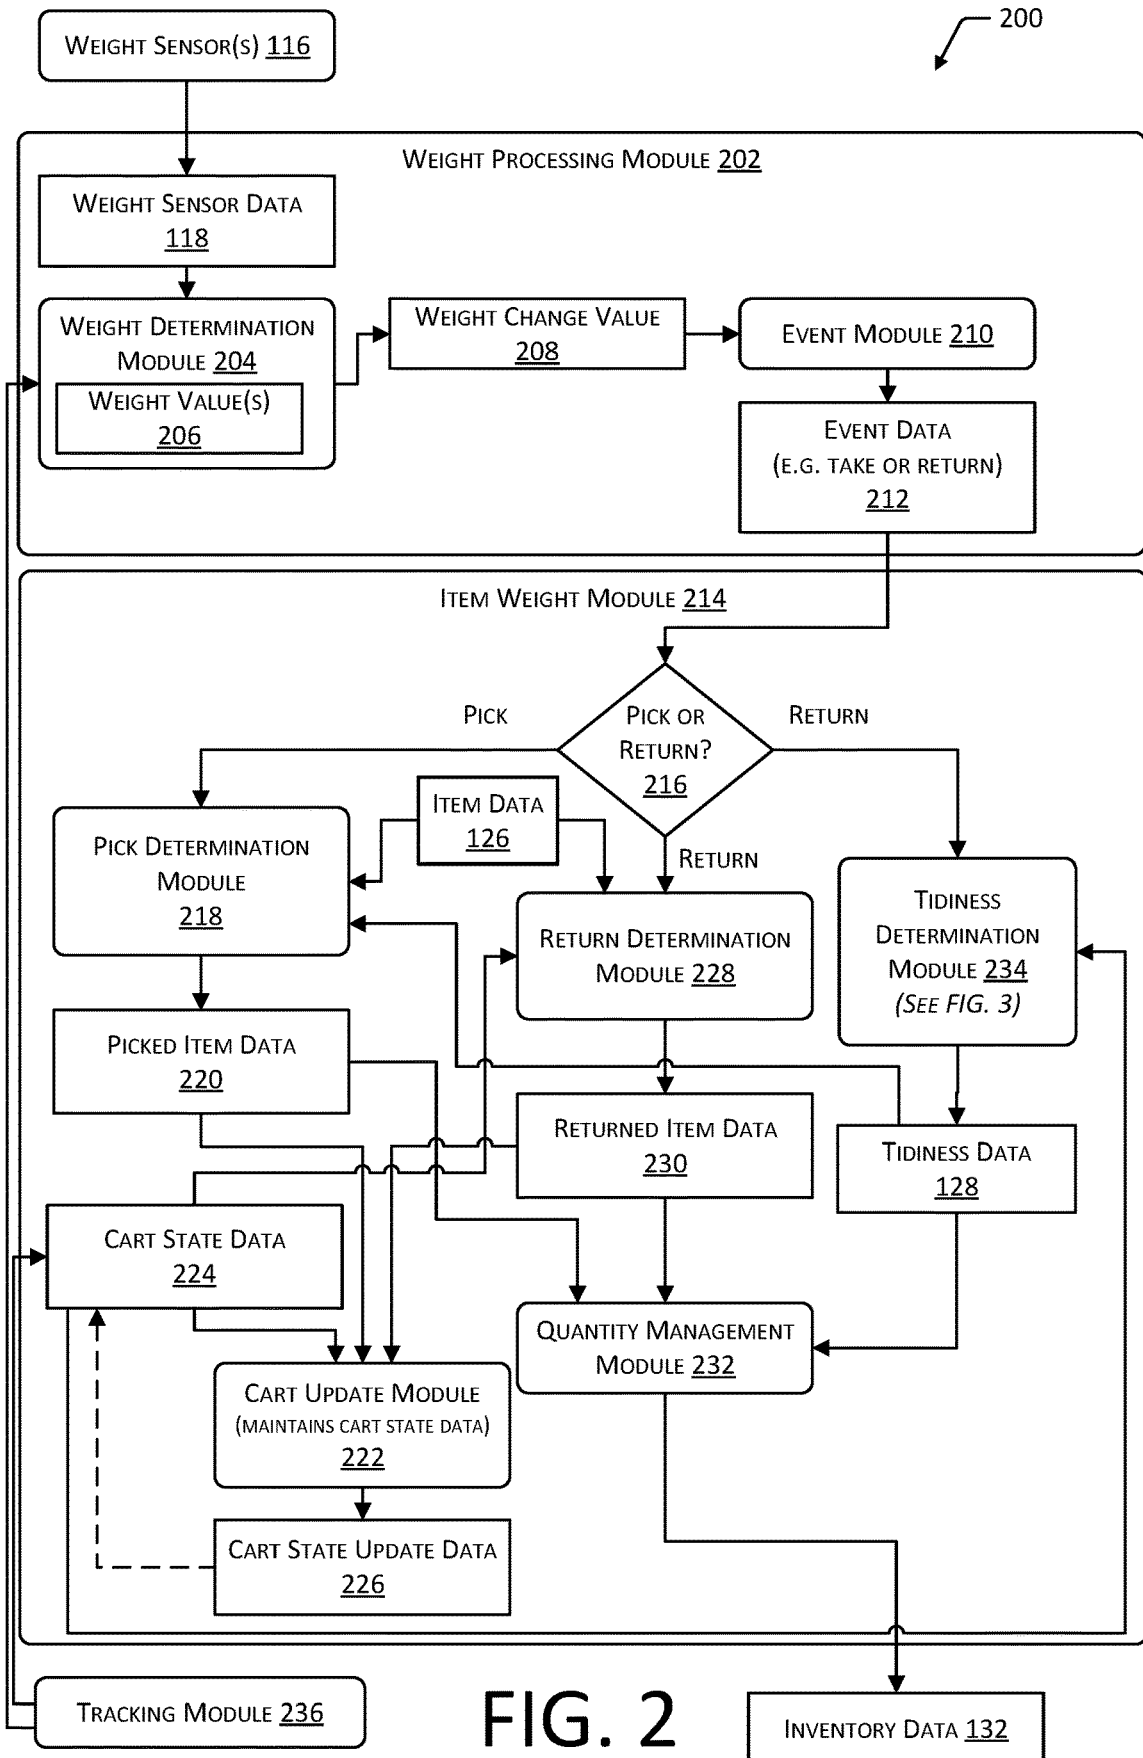 200
WEIGHT SENSOR(S) 116
WEIGHT PROCESSING MODULE 202
WEIGHT SENSOR DATA
118
WEIGHT DETERMINATION
MODULE 204
WEIGHT VALUE(S)
206
WEIGHT CHANGE VALUE
208
EVENT MODULE 210
EVENT DATA
(E.G. TAKE OR RETURN)
212
ITEM WEIGHT MODULE 214
PICK
PICK OR
RETURN?
216
RETURN
RETURN
ITEM DATA
126
PICK DETERMINATION
MODULE
218
RETURN DETERMINATION
MODULE 228
TIDINESS
DETERMINATION
MODULE 234
(SEE FIG. 3)
PICKED ITEM DATA
220
RETURNED ITEM DATA
230
TIDINESS DATA
128
CART STATE DATA
224
QUANTITY MANAGEMENT
MODULE 232
CART UPDATE MODULE
(MAINTAINS CART STATE DATA)
222
CART STATE UPDATE DATA
226
TRACKING MODULE 236
FIG. 2
INVENTORY DATA 132